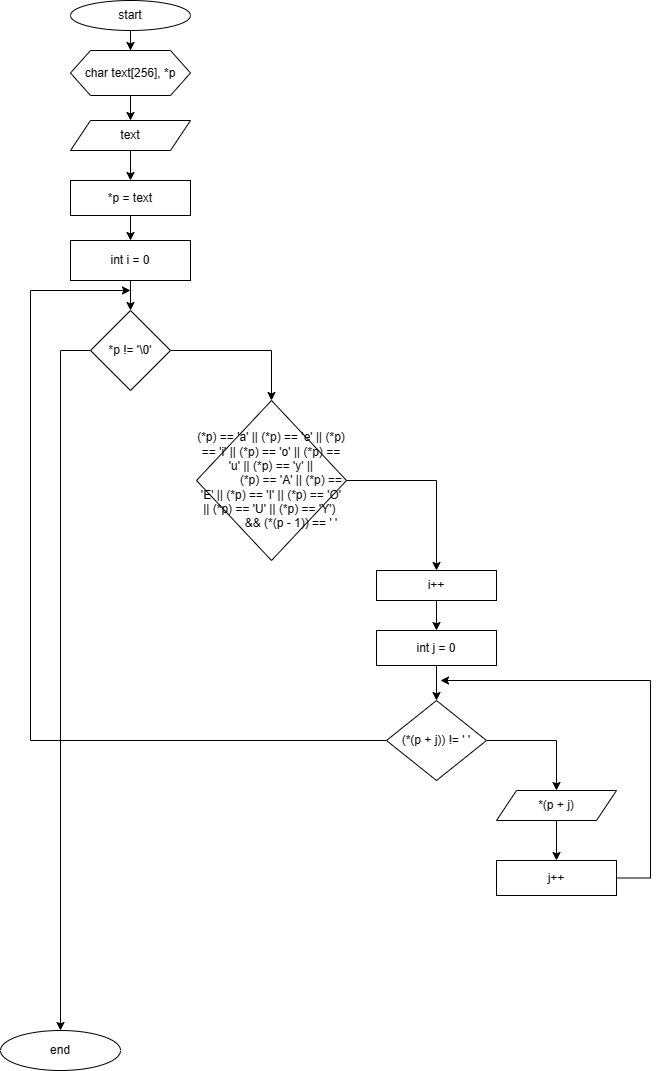 start
char text[256], *p
text
*p = text
int i = 0
*p != '\0'
(*p) == 'a' || (*p) == 'e' || (*p)
== 'i' || (*p) == 'o' || (*p) ==
'u' || (*p) == 'y' ||
(*p) == 'A' || (*p) ==
'E' || (*p) == 'I' || (*p) == 'O'
|| (*p) == 'U' || (*p) == 'Y')
&& (*(p - 1)) == ' '
i++
int j = 0
(*(p + j)) != ' '
*(p + j)
j++
end